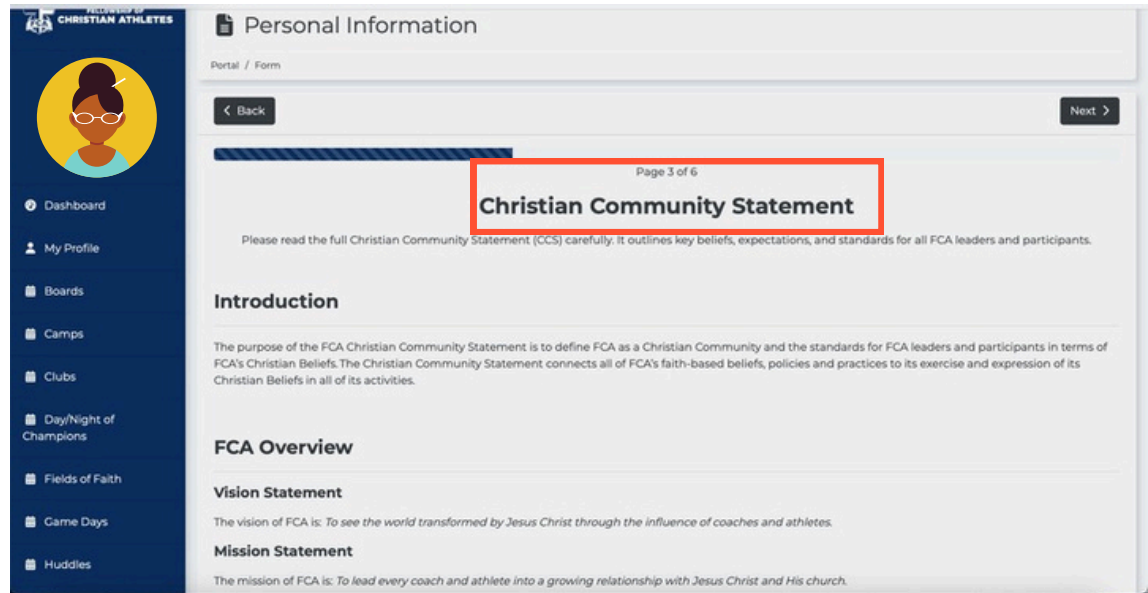 FELLOWSHIP OF
CHRISTIAN ATHLETES
Dashboard
My Profile
Boards
Camps
Clubs
Day/Night of
Champions
Fields of Faith
Game Days
Huddles
Personal Information
Portal / Form
Back
Next
Page 3 of 6
Christian Community Statement
Please read the full Christian Community Statement (CCS) carefully. It outlines key beliefs, expectations, and standards for all FCA leaders and participants.
Introduction
The purpose of the FCA Christian Community Statement is to define FCA as a Christian Community and the standards for FCA leaders and participants in terms of
FCA's Christian Beliefs. The Christian Community Statement connects all of FCA's faith-based beliefs, policies and practices to its exercise and expression of its
Christian Beliefs in all of its activities.
FCA Overview
Vision Statement
The vision of FCA is: To see the world transformed by Jesus Christ through the influence of coaches and athletes.
Mission Statement
The mission of FCA is: To lead every coach and athlete into a growing relationship with Jesus Christ and His church.